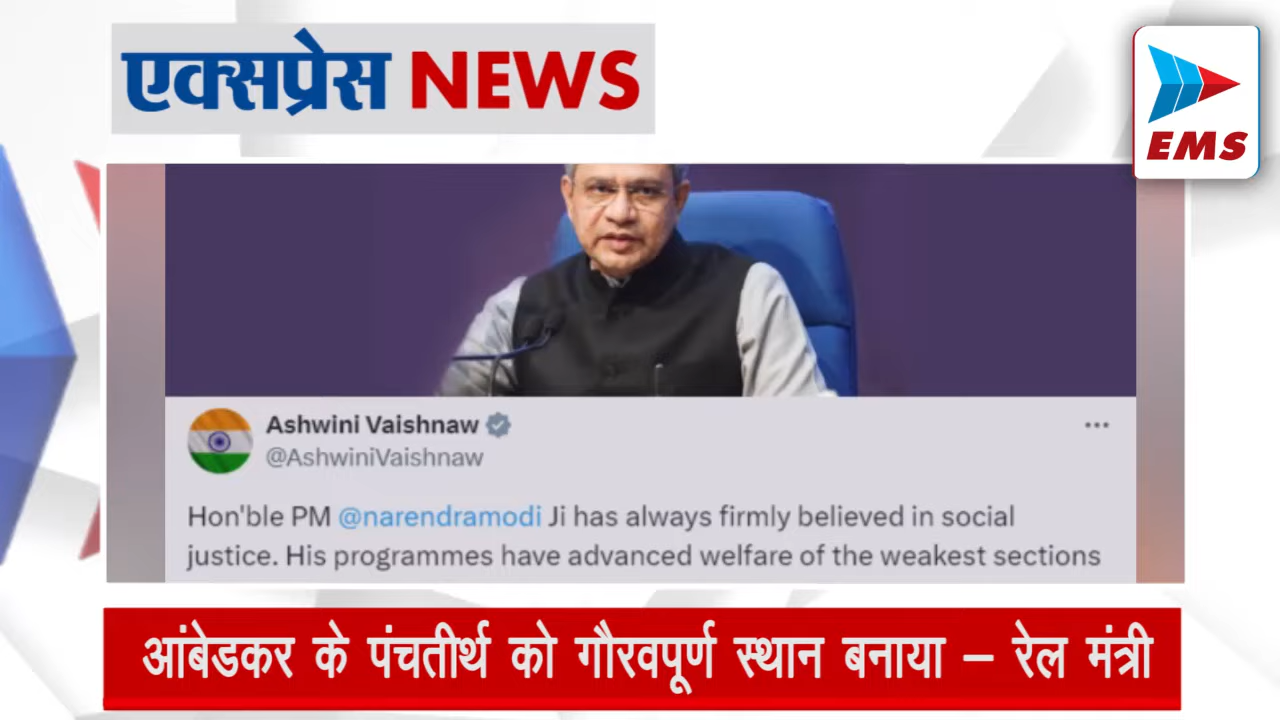 एक्सप्रेस NEWS
EMS
Ashwini Vaishnaw
@AshwiniVaishnaw
Hon'ble PM @narendramodi Ji has always firmly believed in social
justice. His programmes have advanced welfare of the weakest sections
आंबेडकर के पंचतीर्थ को गौरवपूर्ण स्थान बनाया – रेल मंत्री